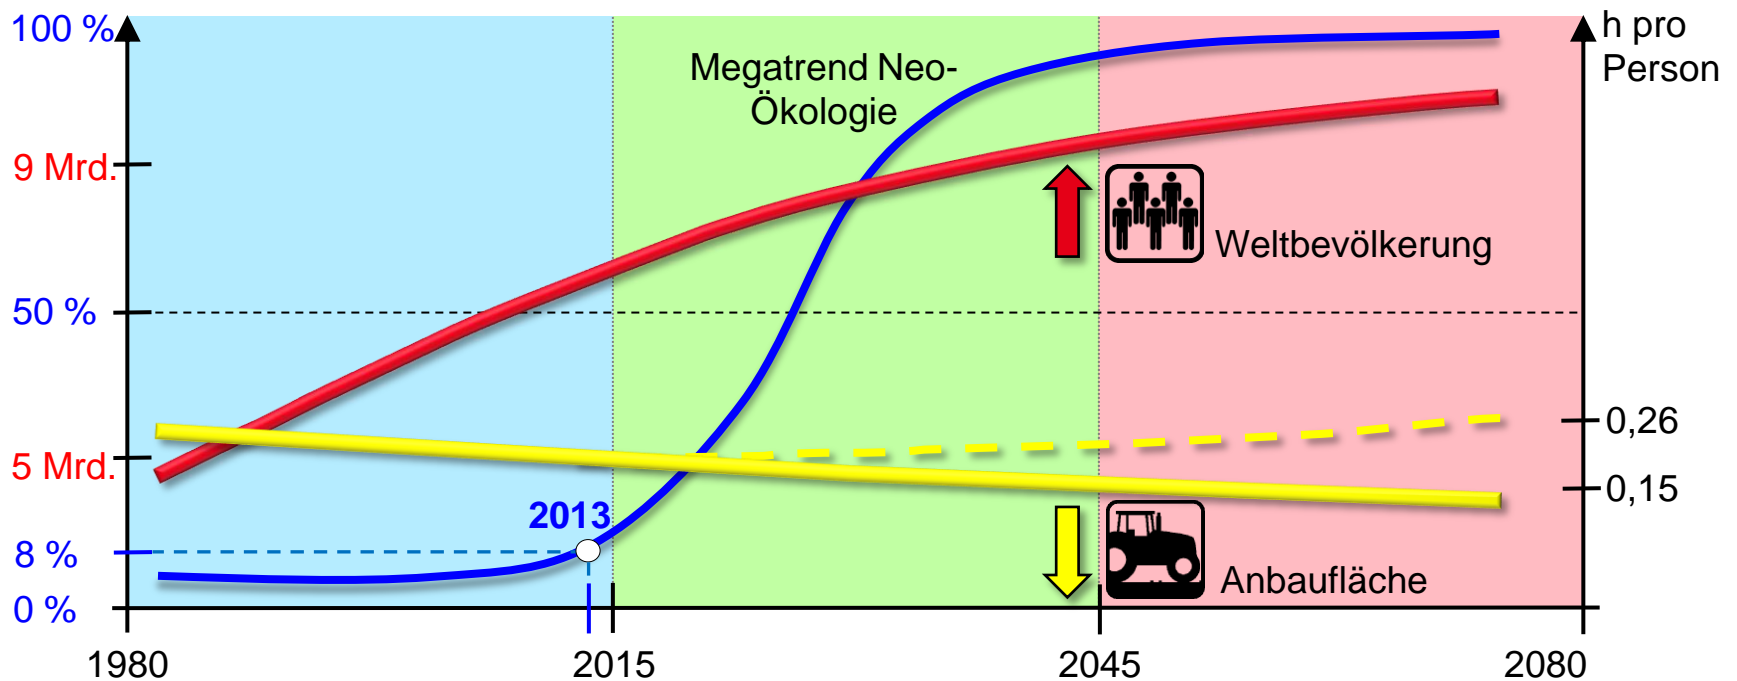 100 %
h pro
Person
Megatrend Neo-
Ökologie
9 Mrd.
Weltbevölkerung
50 %
0,26
5 Mrd.
0,15
2013
8 %
Anbaufläche
0 %
1980
2015
2045
2080